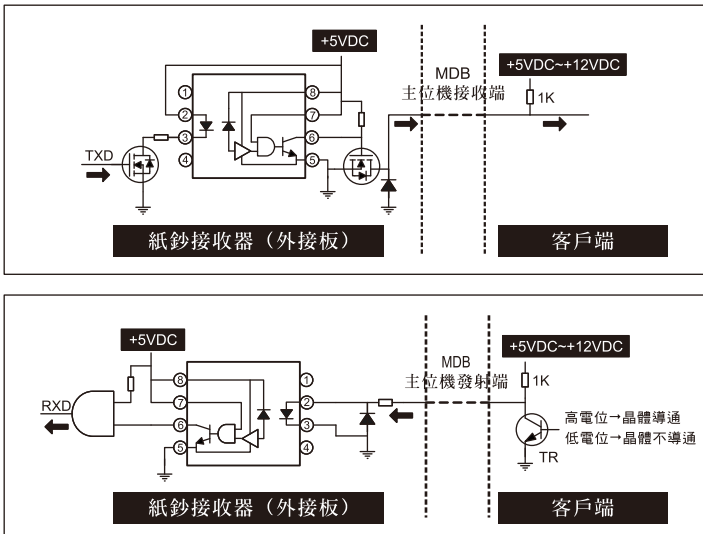 +5VDC
MDB
主位機接收端
+5VDC~+12VDC
1K
①
②
③
④
⑧
⑦
⑥
⑤
TXD
紙鈔接收器（外接板）
客戶端
+5VDC
MDB
主位機發射端
+5VDC~+12VDC
1K
RXD
⑧
⑦
⑥
⑤
①
②
③
④
高電位→晶體導通
低電位→晶體不導通
TR
紙鈔接收器（外接板）
客戶端